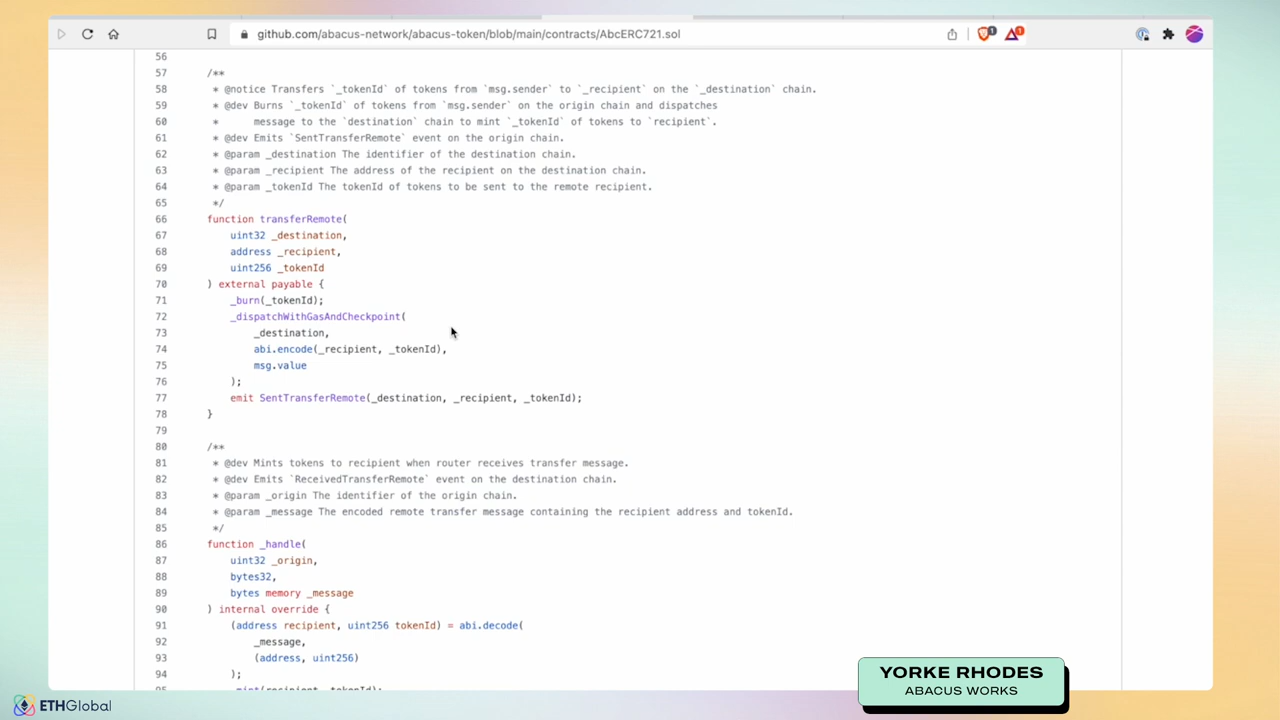 github.com/abacus-network/abacus-token/blob/main/contracts/AbcERC721.sol
1
1
56
57 /**
58 * @notice Transfers `_tokenId` of tokens from `msg.sender` to `_recipient` on the `_destination` chain.
59 * @dev Burns `_tokenId` of tokens from `msg.sender` on the origin chain and dispatches
60 * message to the `destination` chain to mint `_tokenId` of tokens to `recipient`.
61 * @dev Emits `SentTransferRemote` event on the origin chain.
62 * @param _destination The identifier of the destination chain.
63 * @param _recipient The address of the recipient on the destination chain.
64 * @param _tokenId The tokenId of tokens to be sent to the remote recipient.
65 */
66 function transferRemote(
67 uint32 _destination,
68 address _recipient,
69 uint256 _tokenId
70 ) external payable {
71 _burn(_tokenId);
72 _dispatchWithGasAndCheckpoint(
73 _destination,
74 abi.encode(_recipient, _tokenId),
75 msg.value
76 );
77 emit SentTransferRemote(_destination, _recipient, _tokenId);
78 }
79
80 /**
81 * @dev Mints tokens to recipient when router receives transfer message.
82 * @dev Emits `ReceivedTransferRemote` event on the destination chain.
83 * @param _origin The identifier of the origin chain.
84 * @param _message The encoded remote transfer message containing the recipient address and tokenId.
85 */
86 function _handle(
87 uint32 _origin,
88 bytes32,
89 bytes memory _message
90 ) internal override {
91 (address recipient, uint256 tokenId) = abi.decode(
92 _message,
93 (address, uint256)
94 );
95 _mint(recipient, tokenId);
YORKE RHODES
ABACUS WORKS
ETHGlobal